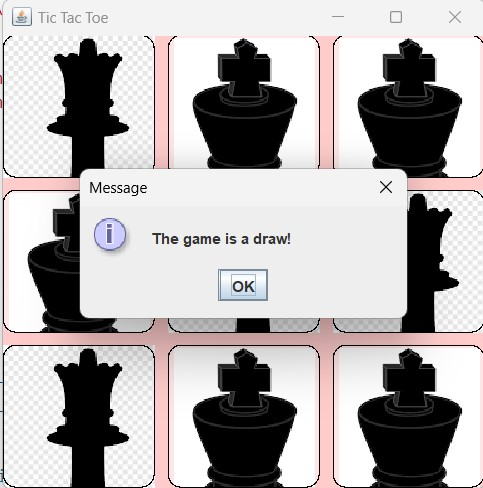 Tic Tac Toe
Message
The game is a draw!
OK